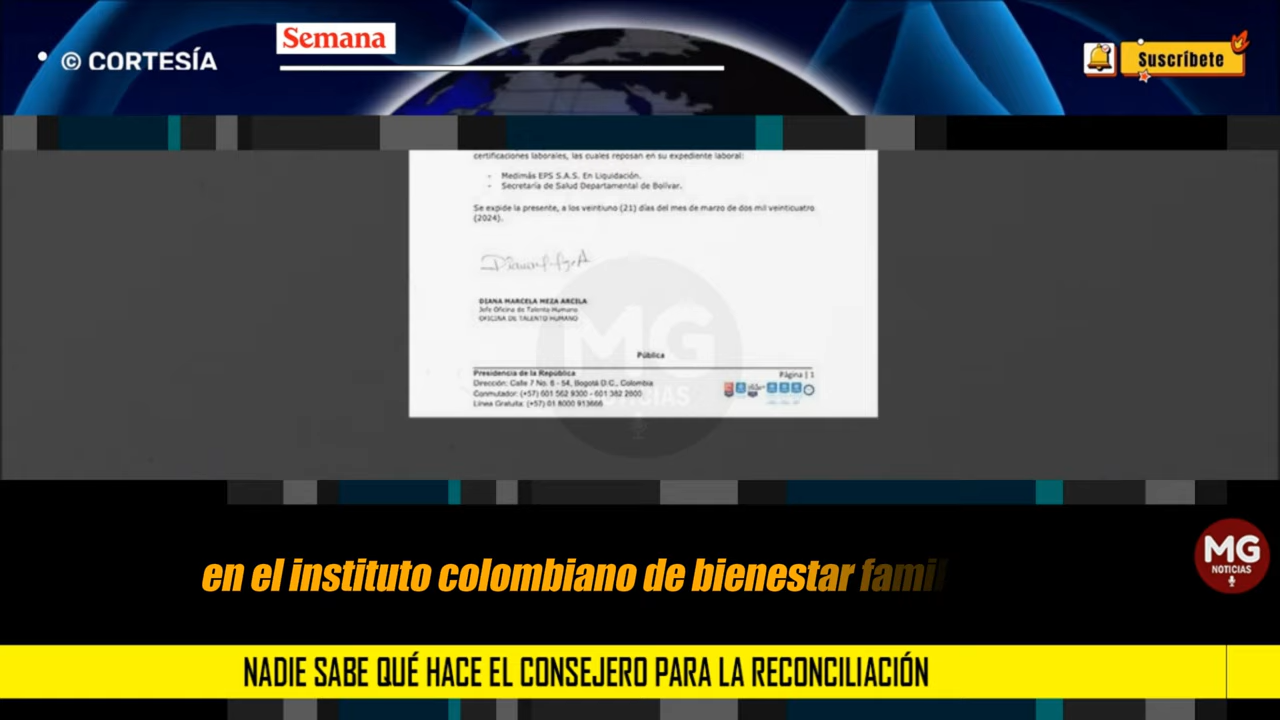 Semana
© CORTESÍA
Suscríbete
certificaciones laborales, las cuales reposan en su expediente laboral:
- Medimás EPS S.A.S. En Liquidación.
- Secretaría de Salud Departamental de Bolívar.
Se expide la presente, a los veintiuno (21) días del mes de marzo de dos mil veinticuatro
(2024).
DIANA MARCELA MEZA ARCILA
Jefe Oficina de Talento Humano
OFICINA DE TALENTO HUMANO
MG
Pública
Presidencia de la República
Página | 1
Dirección: Calle 7 No. 6 - 54, Bogotá D.C., Colombia
Conmutador: (+57) 601 562 9300 - 601 382 2800
Línea Gratuita: (+57) 01 8000 913666
en el instituto colombiano de bienestar famil
MG
NOTICIAS
NADIE SABE QUÉ HACE EL CONSEJERO PARA LA RECONCILIACIÓN